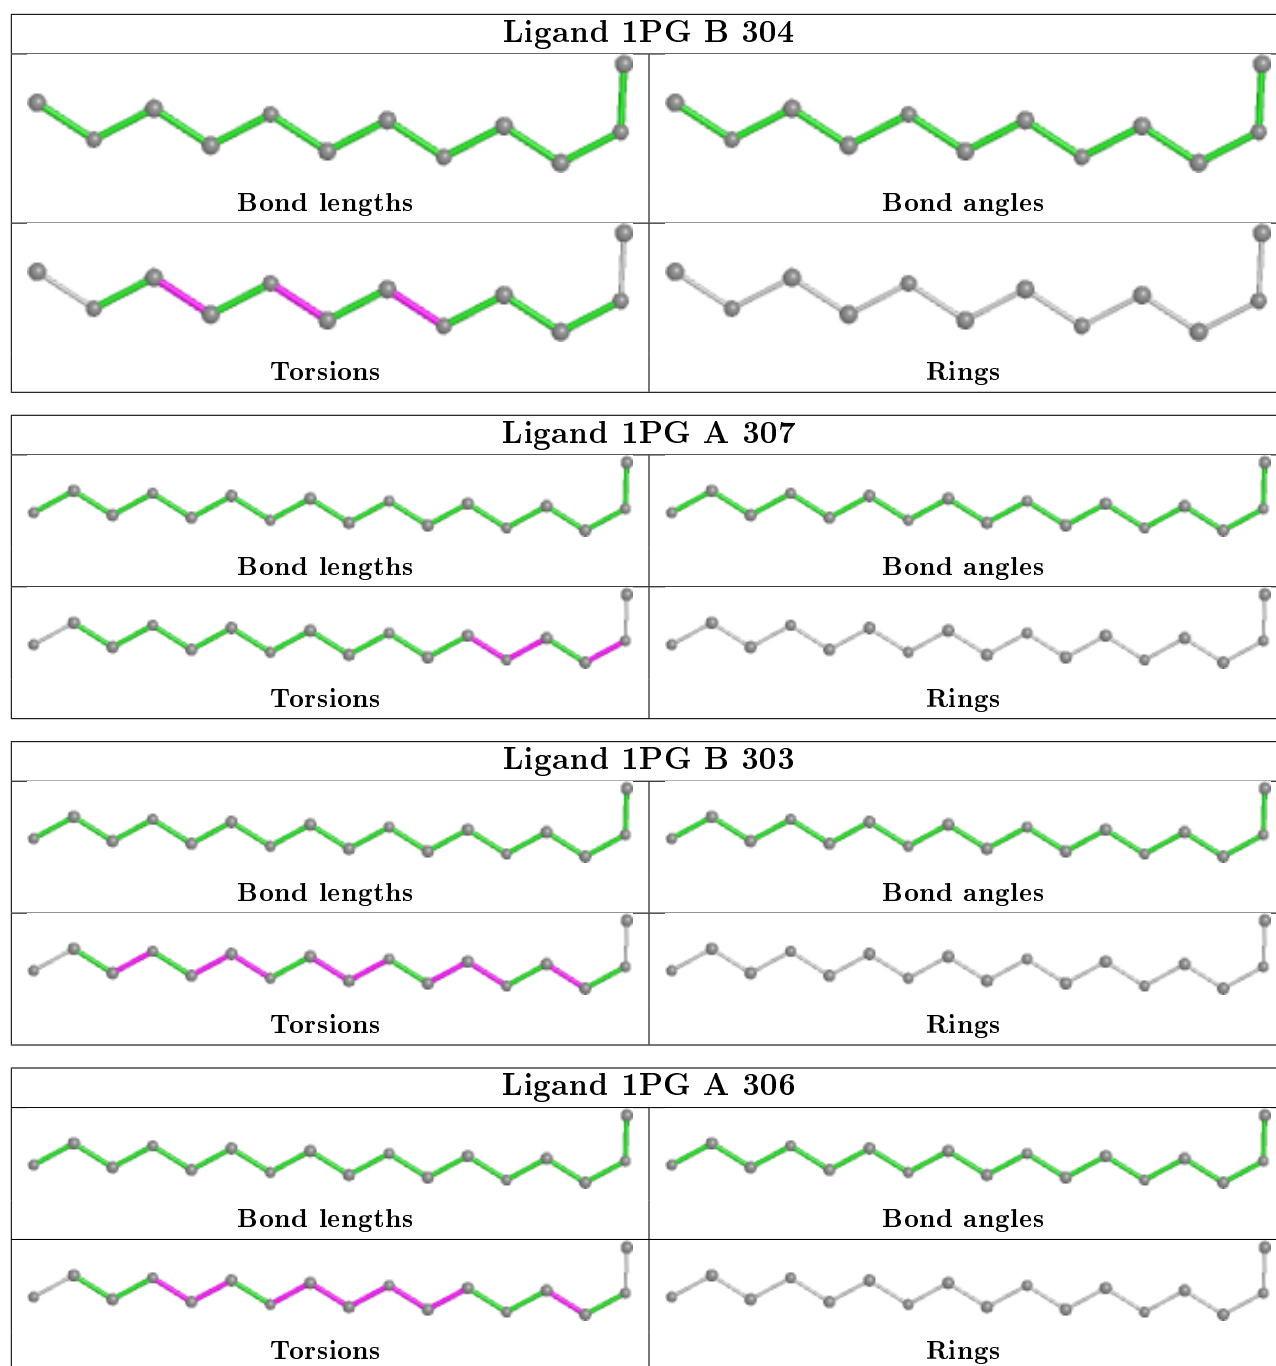 Ligand 1PG B 304
Bond lengths Bond angles
Torsions Rings
Ligand 1PG A 307
Bond lengths Bond angles
Torsions Rings
Ligand 1PG B 303
Bond lengths Bond angles
Torsions Rings
Ligand 1PG A 306
Bond lengths Bond angles
Torsions Rings